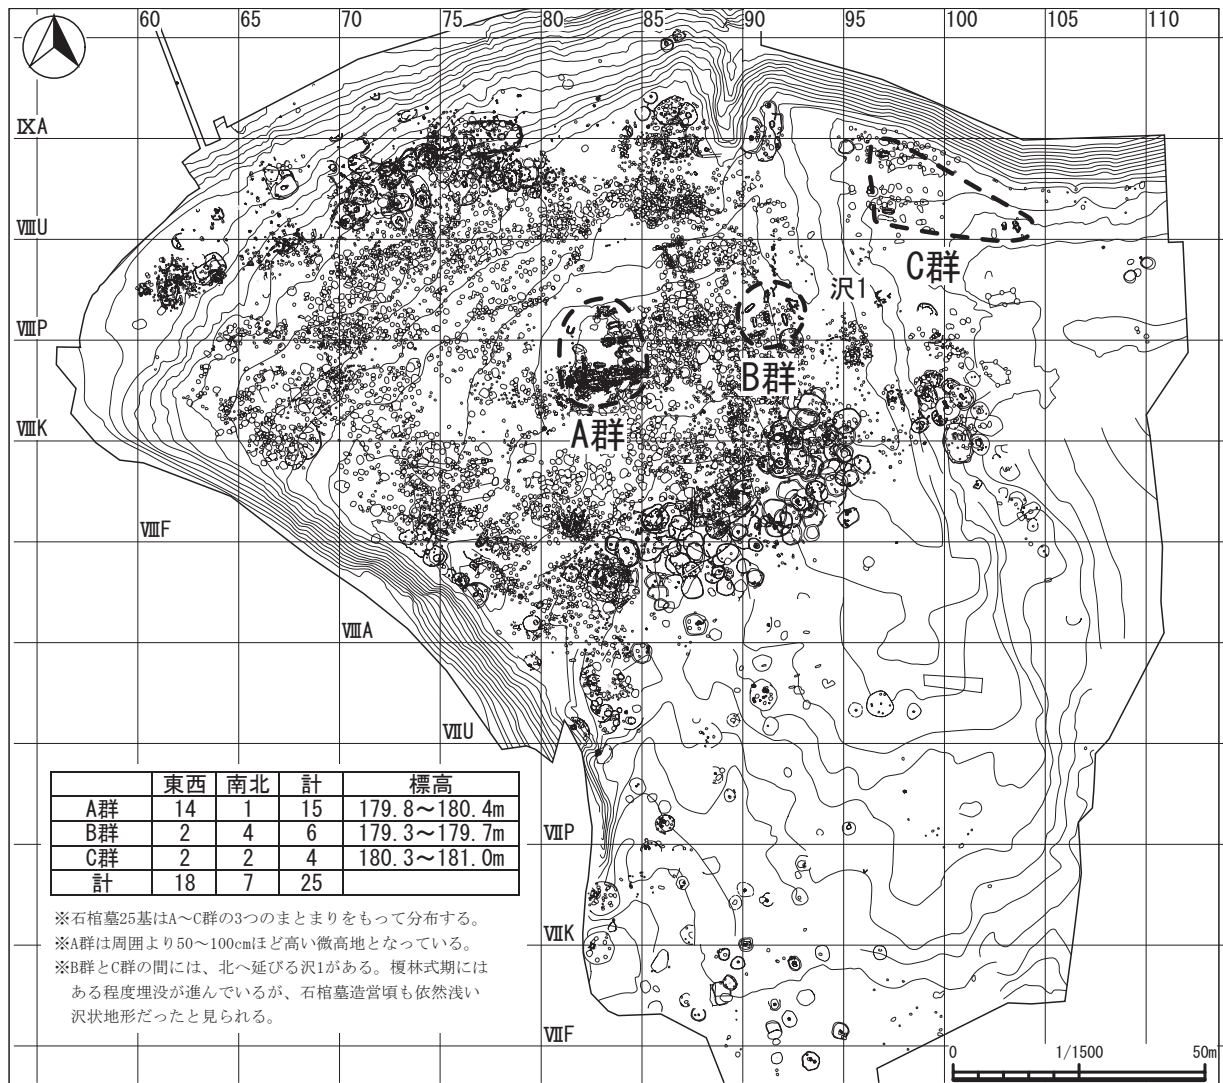 60 65 70 75 80 85 90 95 100 105 110
ⅨA
ⅧU
ⅧP
ⅧK
ⅧF
ⅧA
ⅦU
ⅦP
ⅦK
ⅦF
C群
沢1
B群
A群
東西 南北 計 標高
A群 14 1 15 179.8～180.4m
B群 2 4 6 179.3～179.7m
C群 2 2 4 180.3～181.0m
計 18 7 25
※石棺墓25基はA～C群の3つのまとまりをもって分布する。
※A群は周囲より50～100cmほど高い微高地となっている。
※B群とC群の間には、北へ延びる沢1がある。榎林式期には
ある程度埋没が進んでいるが、石棺墓造営頃も依然浅い
沢状地形だったと見られる。
0 1/1500 50m